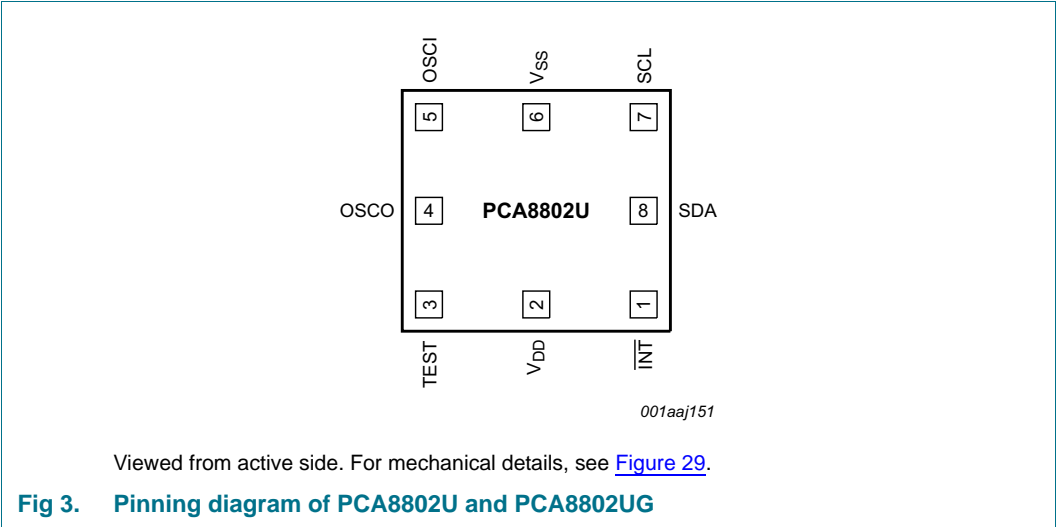 OSCI VSS SCL
5 6 7
OSCO 4 PCA8802U 8 SDA
3 2 1
TEST VDD INT
001aaj151
Viewed from active side. For mechanical details, see Figure 29.
Fig 3. Pinning diagram of PCA8802U and PCA8802UG